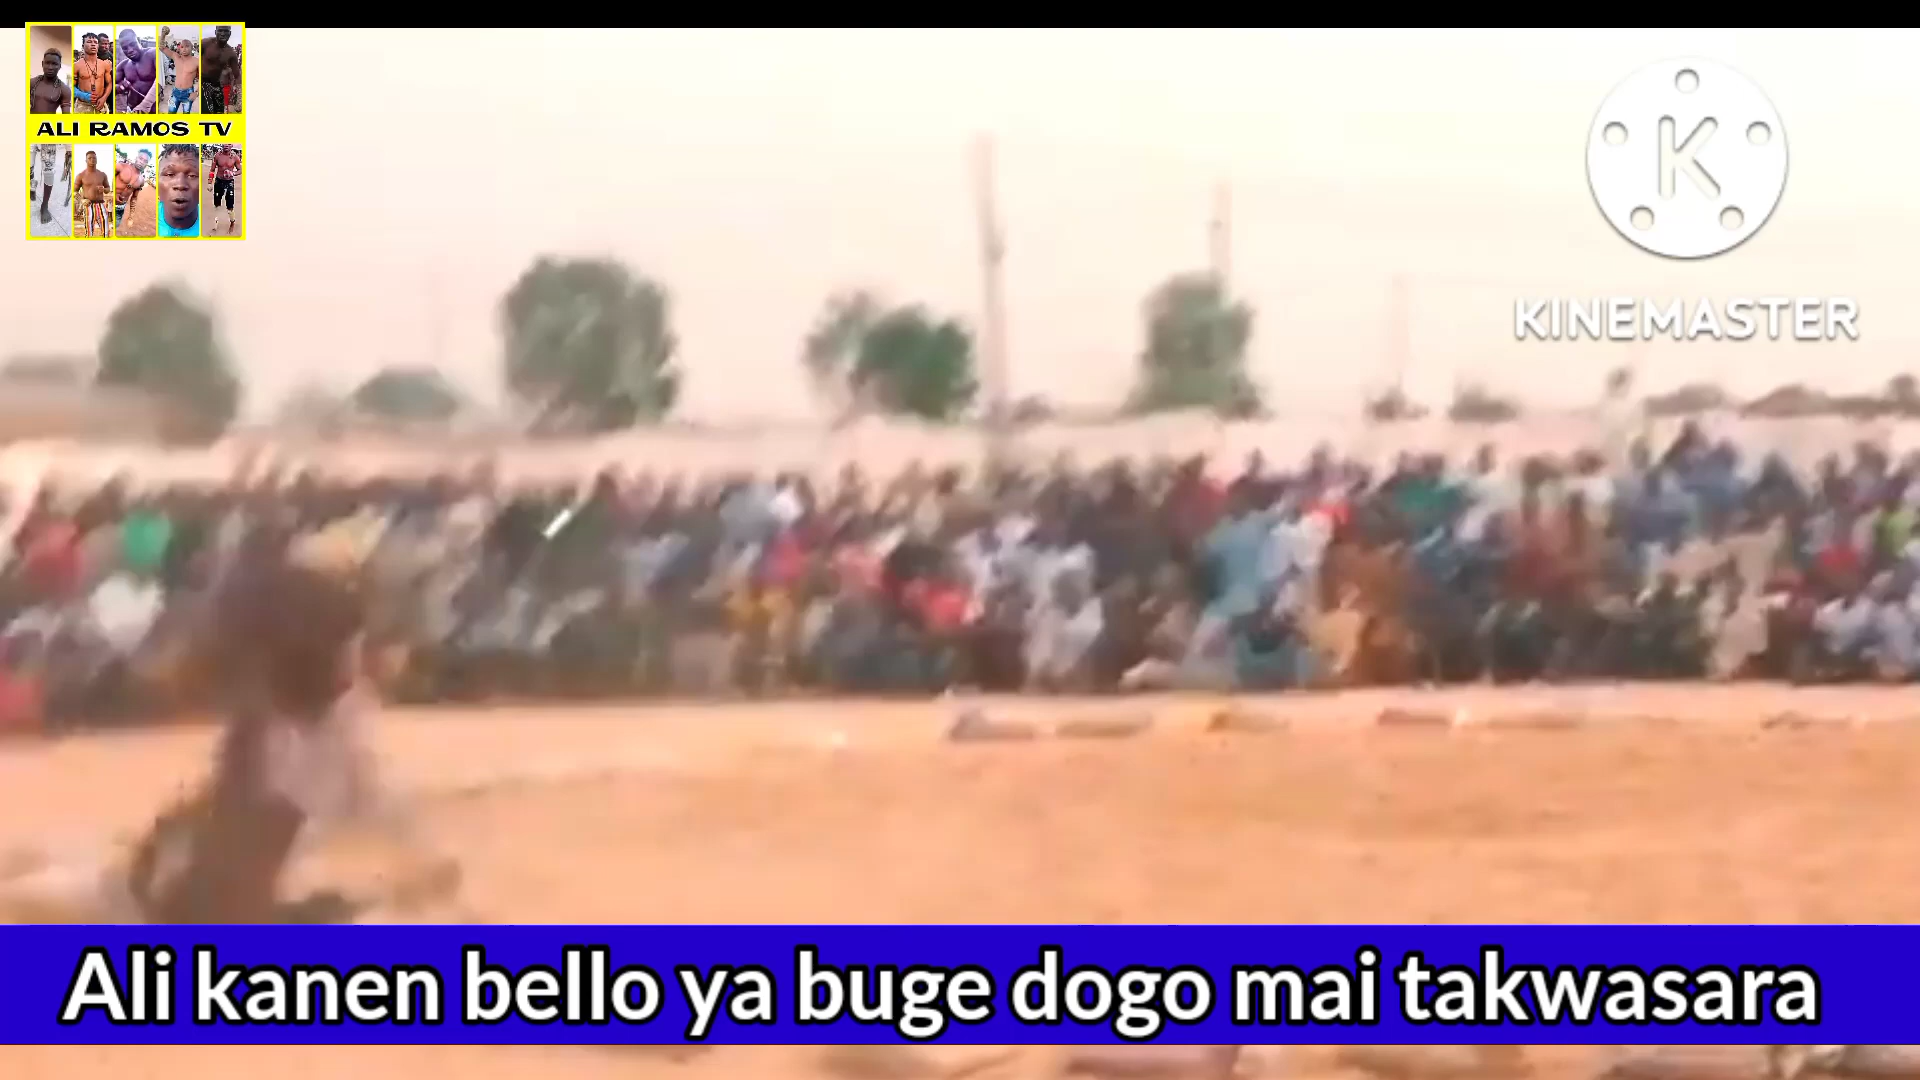 ALI RAMOS TV
K
KINEMASTER
Ali kanen bello ya buge dogo mai takwasara